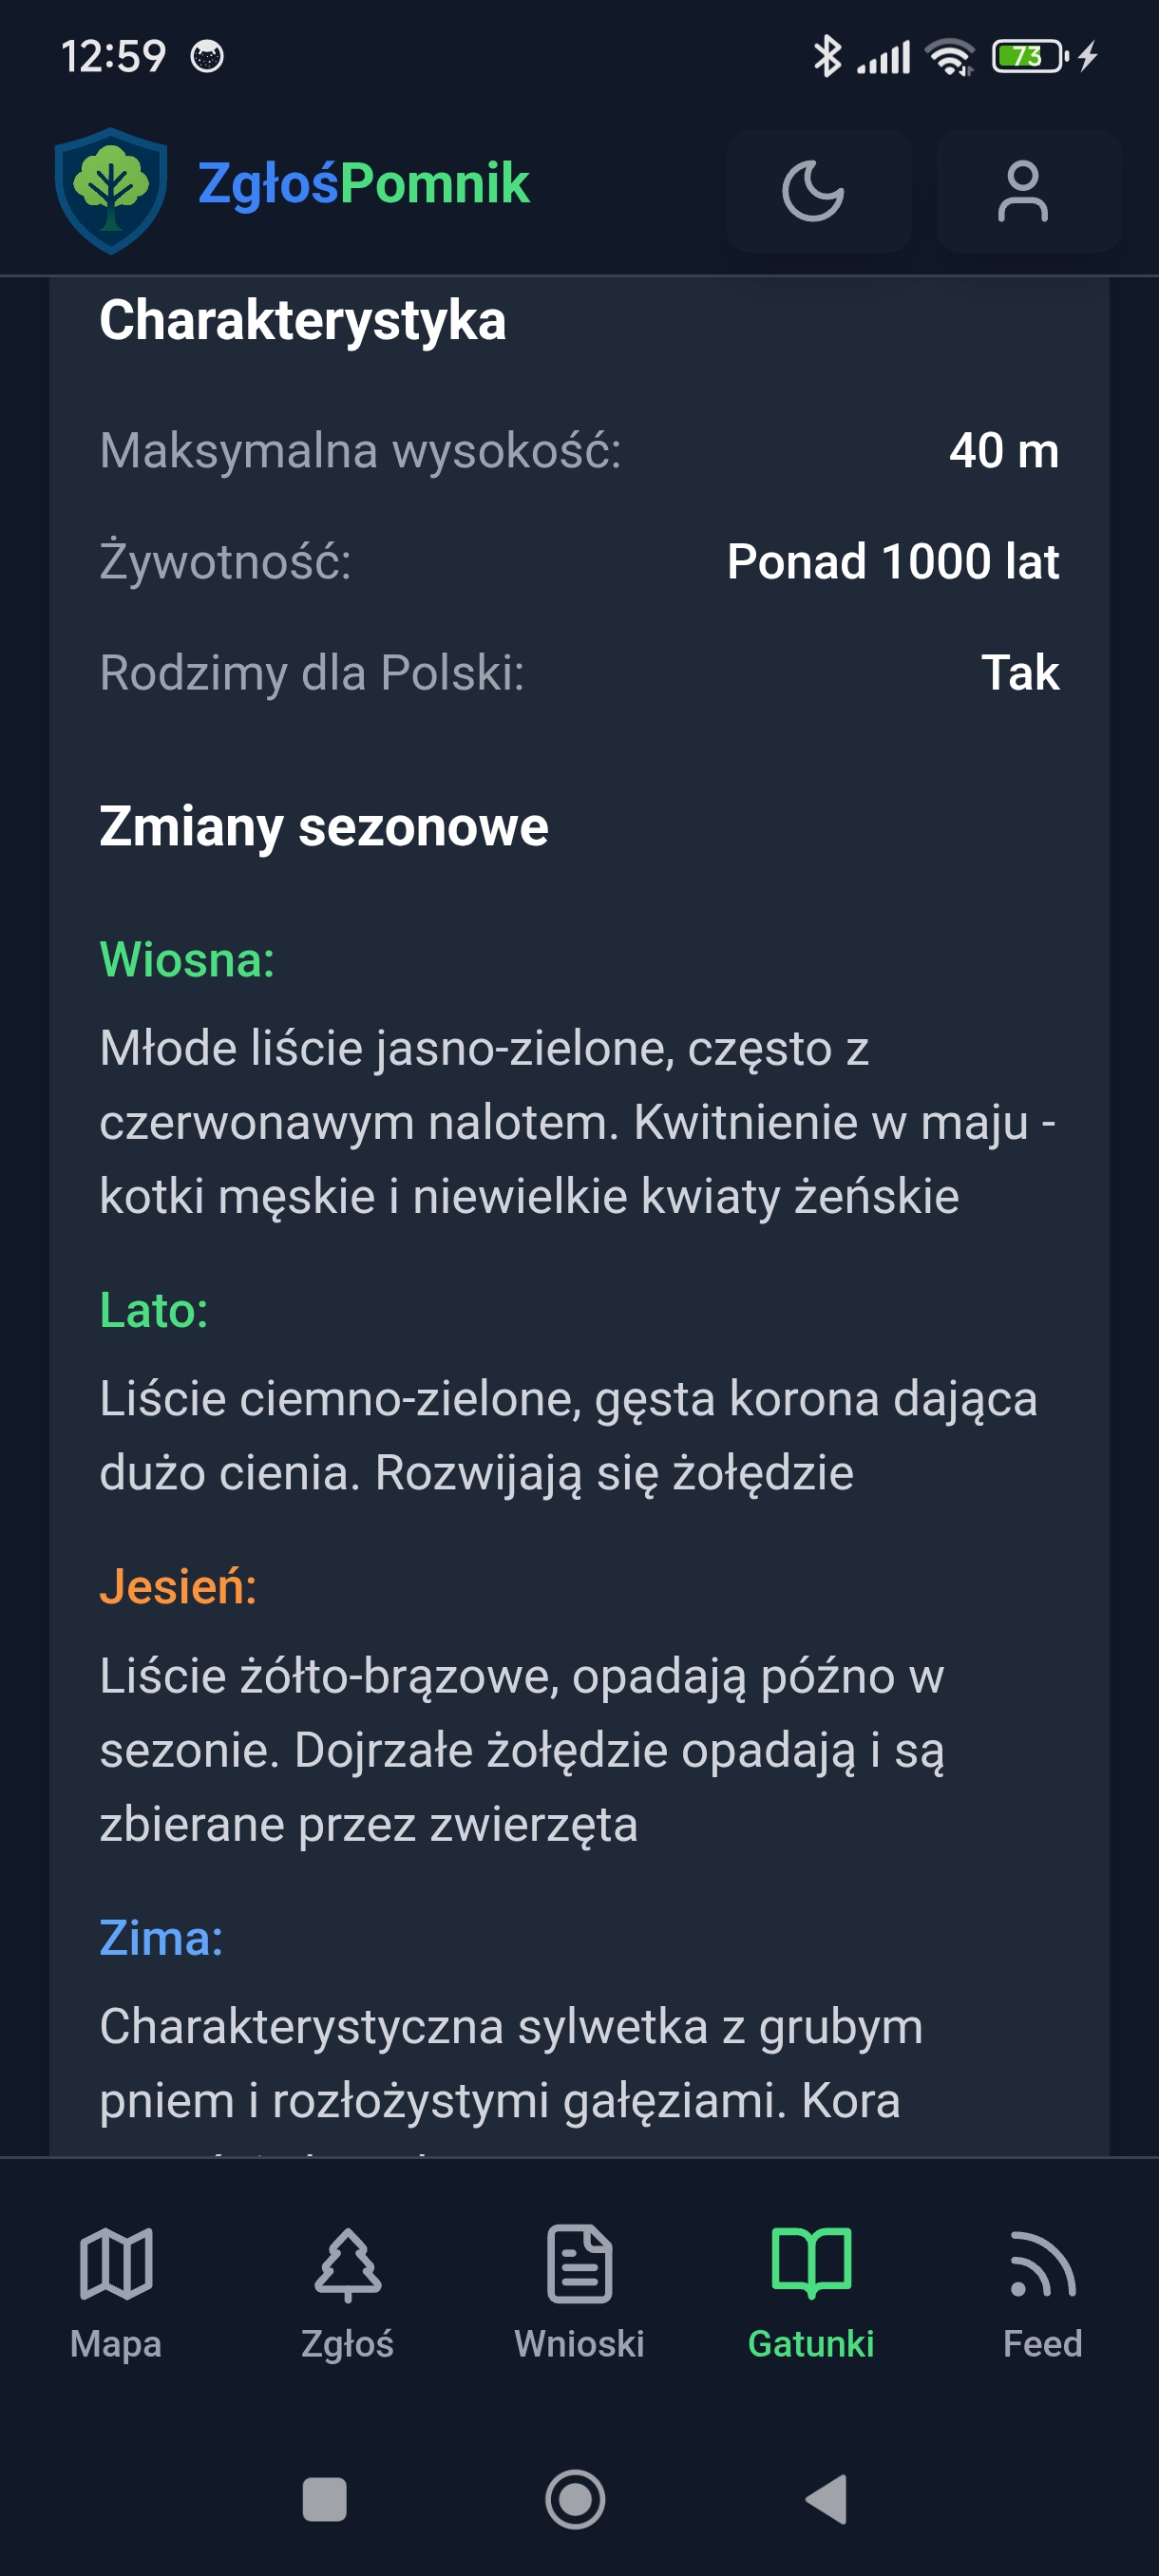 12:59
73
ZgłośPomnik
Charakterystyka
Maksymalna wysokość: 40 m
Żywotność: Ponad 1000 lat
Rodzimy dla Polski: Tak
Zmiany sezonowe
Wiosna:
Młode liście jasno-zielone, często z
czerwonawym nalotem. Kwitnienie w maju -
kotki męskie i niewielkie kwiaty żeńskie
Lato:
Liście ciemno-zielone, gęsta korona dająca
dużo cienia. Rozwijają się żołędzie
Jesień:
Liście żółto-brązowe, opadają późno w
sezonie. Dojrzałe żołędzie opadają i są
zbierane przez zwierzęta
Zima:
Charakterystyczna sylwetka z grubym
pniem i rozłożystymi gałęziami. Kora
Mapa Zgłoś Wnioski Gatunki Feed